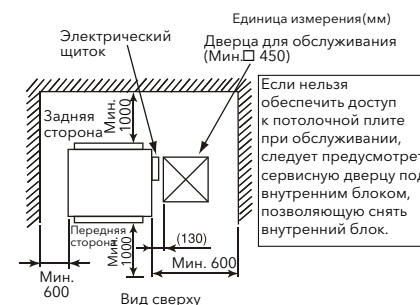 Единица измерения(мм)
Электрический
щиток
Дверца для обслуживания
(Мин.□ 450)
Мин.
1000
Задняя
сторона
Если нельзя
обеспечить доступ
к потолочной плите
при обслуживании,
следует предусмотрет
сервисную дверцу под
внутренним блоком,
позволяющую снять
внутренний блок.
Передняя
сторона
Мин.
1000
(130)
Мин. 600
Мин.
600
Вид сверху